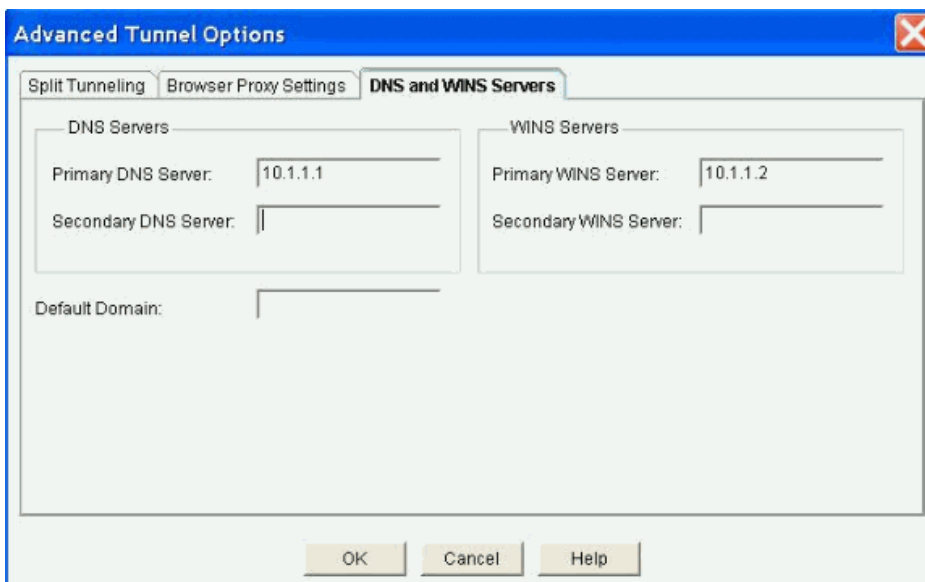 Advanced Tunnel Options
Split Tunneling Browser Proxy Settings DNS and WINS Servers
DNS Servers
Primary DNS Server: 10.1.1.1
Secondary DNS Server:
WINS Servers
Primary WINS Server: 10.1.1.2
Secondary WINS Server:
Default Domain:
OK Cancel Help